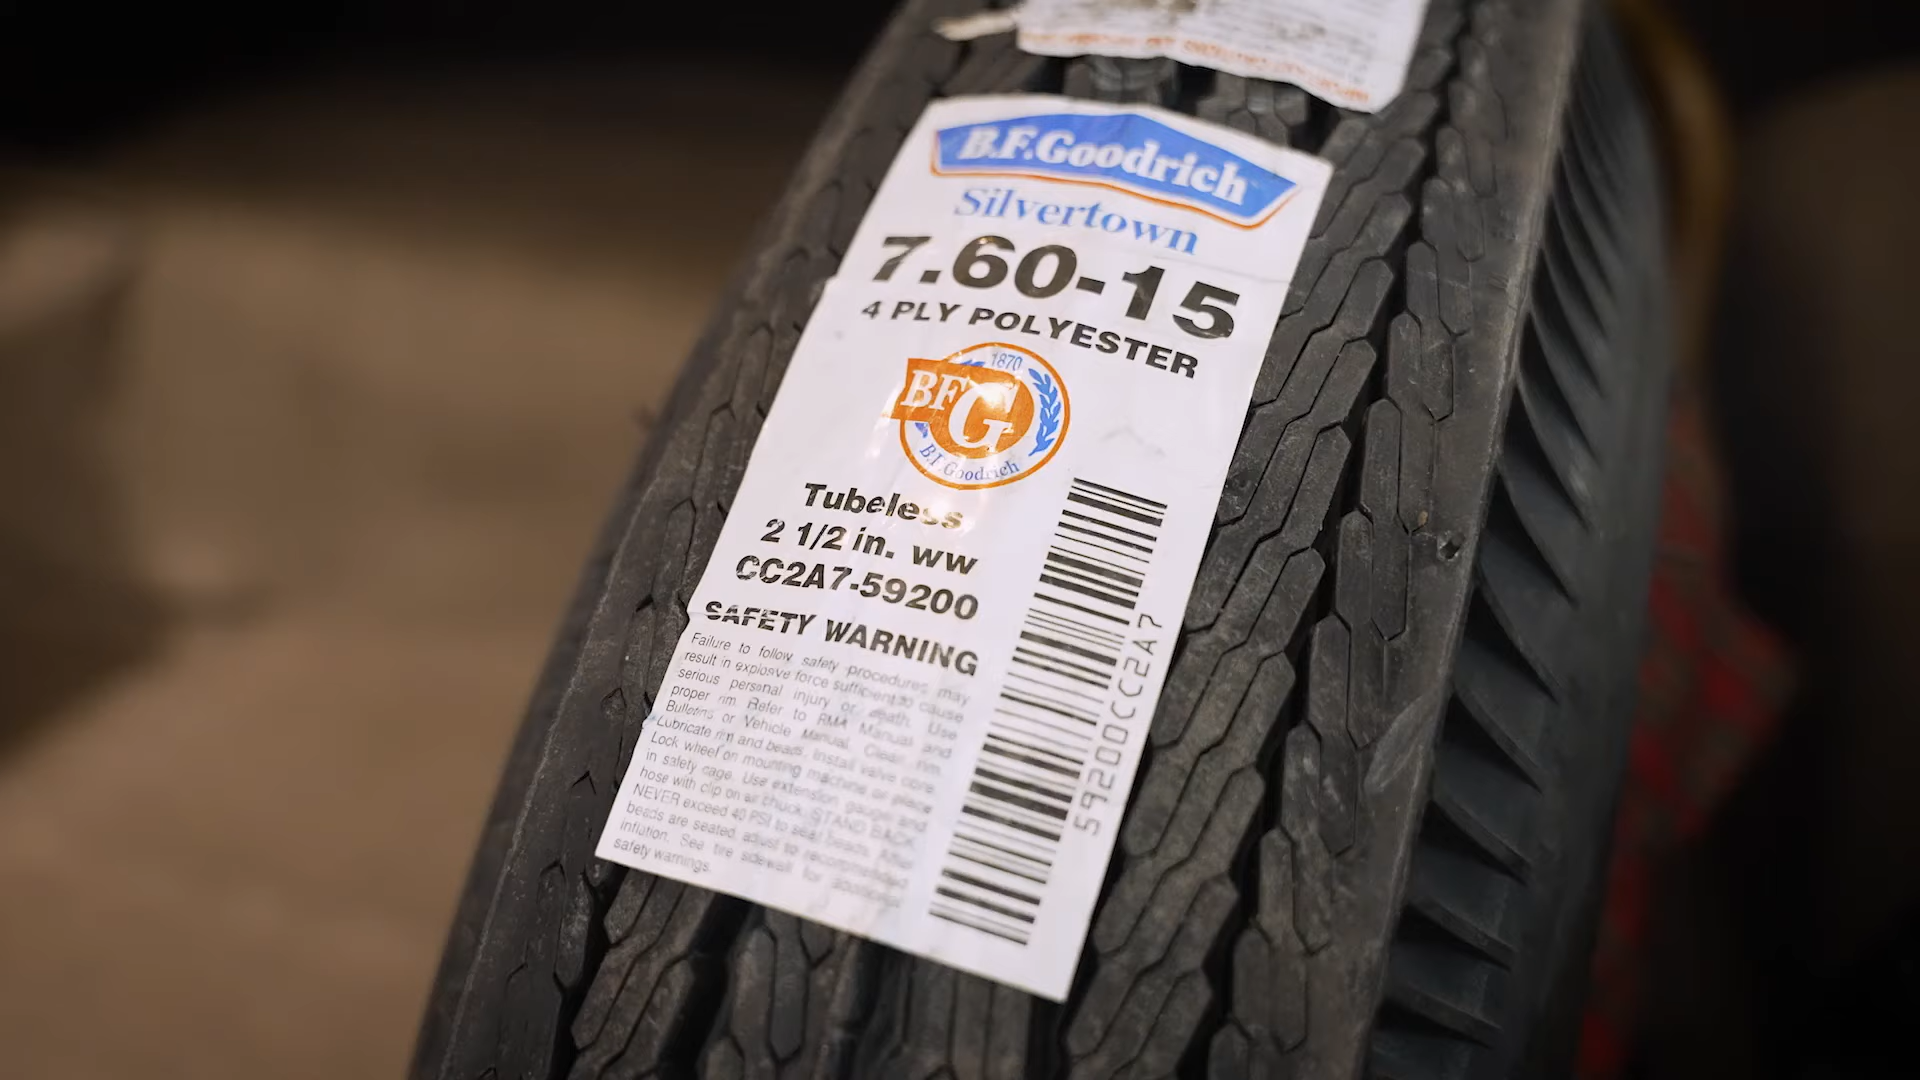 B.F.Goodrich
Silvertown
7.60-15
4 PLY POLYESTER
1870
BFG
B.F.Goodrich
Tubeless
2 1/2 in. ww
CC2A7-59200
SAFETY WARNING
Failure to follow safety procedures may
result in explosive force sufficient to cause
serious personal injury or death. Use
proper rim. Refer to RMA Manual and
Bulletins or Vehicle Manual. Clean rim.
Lubricate rim and beads. Install valve core.
Lock wheel on mounting machine or place
in safety cage. Use extension gauge and
hose with clip on air chuck. STAND BACK.
NEVER exceed 40 PSI to seat beads. After
beads are seated, adjust to recommended
inflation. See tire sidewall for additional
safety warnings.
59200CC2A7